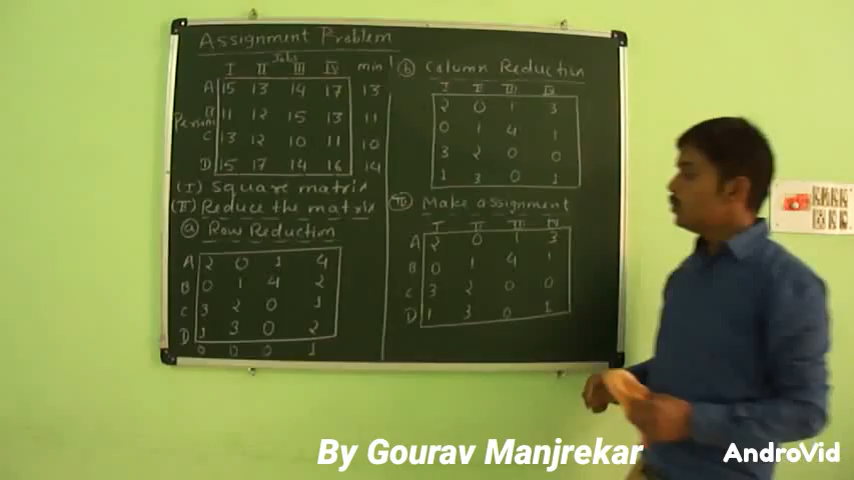 Assignment Problem
Jobs
I II III IV min
A 15 13 14 17 13
B 11 12 15 13 11
Persons
C 13 12 10 11 10
D 15 17 14 16 14
(I) Square matrix
(II) Reduce the matrix
(a) Row Reduction
A 2 0 1 4
B 0 1 4 2
C 3 2 0 1
D 1 3 0 2
0 0 0 1
(b) Column Reduction
I II III IV
2 0 1 3
0 1 4 1
3 2 0 0
1 3 0 1
(III) Make assignment
I II III IV
A 2 0 1 3
B 0 1 4 1
C 3 2 0 0
D 1 3 0 1
By Gourav Manjrekar
AndroVid